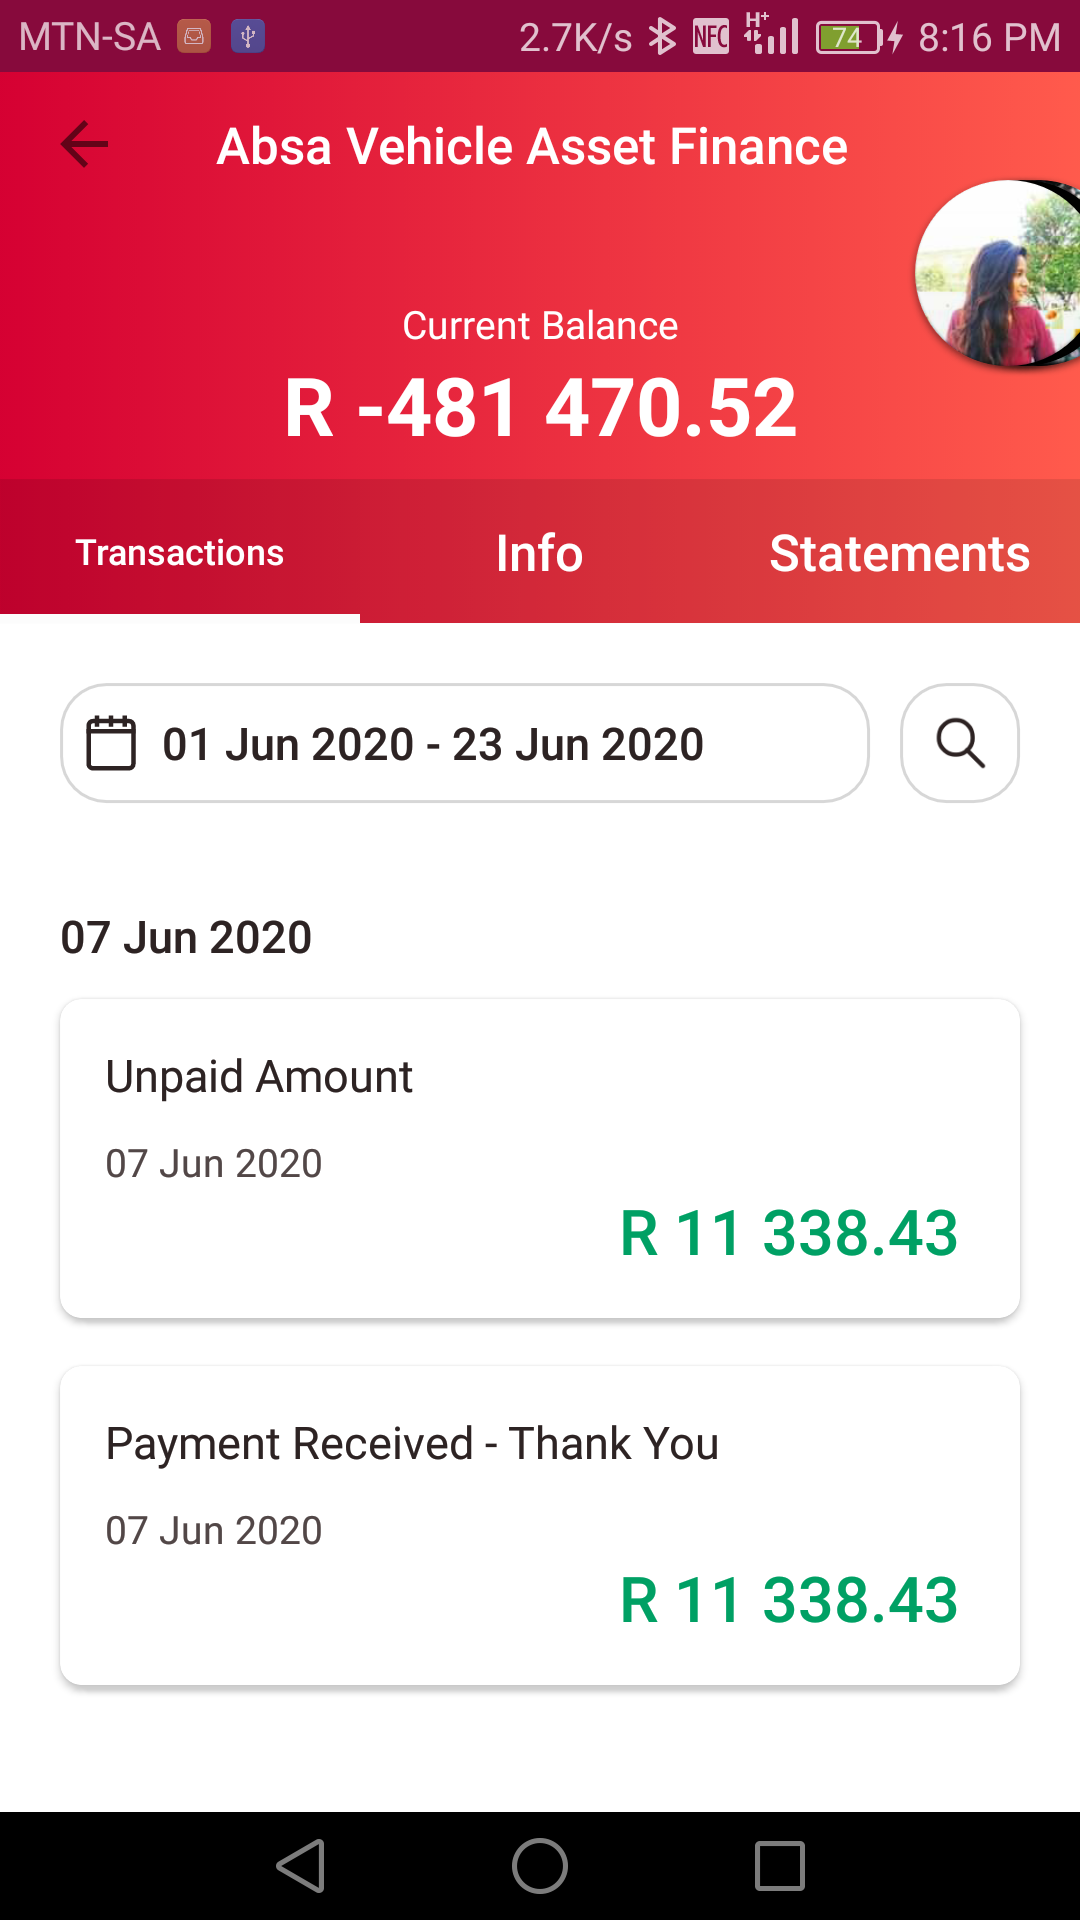 MTN-SA 2.7K/s NFC H+ 74 8:16 PM
Absa Vehicle Asset Finance
Current Balance
R -481 470.52
Transactions Info Statements
01 Jun 2020 - 23 Jun 2020
07 Jun 2020
Unpaid Amount
07 Jun 2020
R 11 338.43
Payment Received - Thank You
07 Jun 2020
R 11 338.43